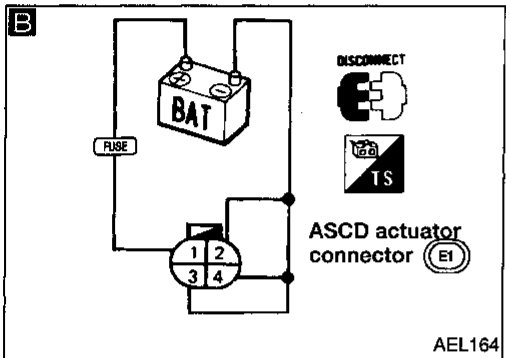 B
DISCONNECT
+ −
BAT
FUSE
TS
1 2
3 4
ASCD actuator
connector E1
AEL164